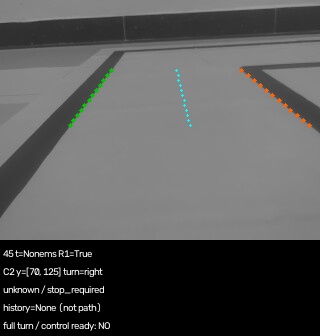 45 t=Nonems R1=True
C2 y=[70, 125] turn=right
unknown / stop_required
history=None (not path)
full turn / control ready: NO